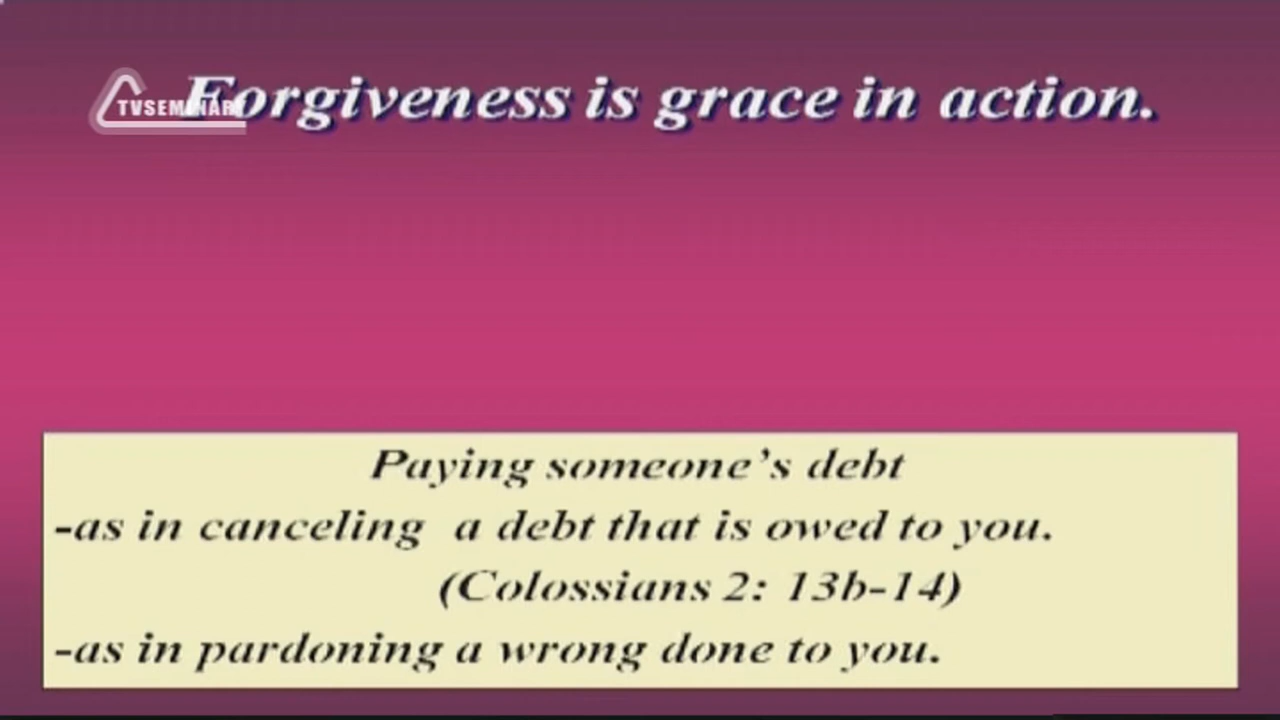 Forgiveness is grace in action.
TVSEMINARY
Paying someone's debt
-as in canceling a debt that is owed to you.
(Colossians 2: 13b-14)
-as in pardoning a wrong done to you.